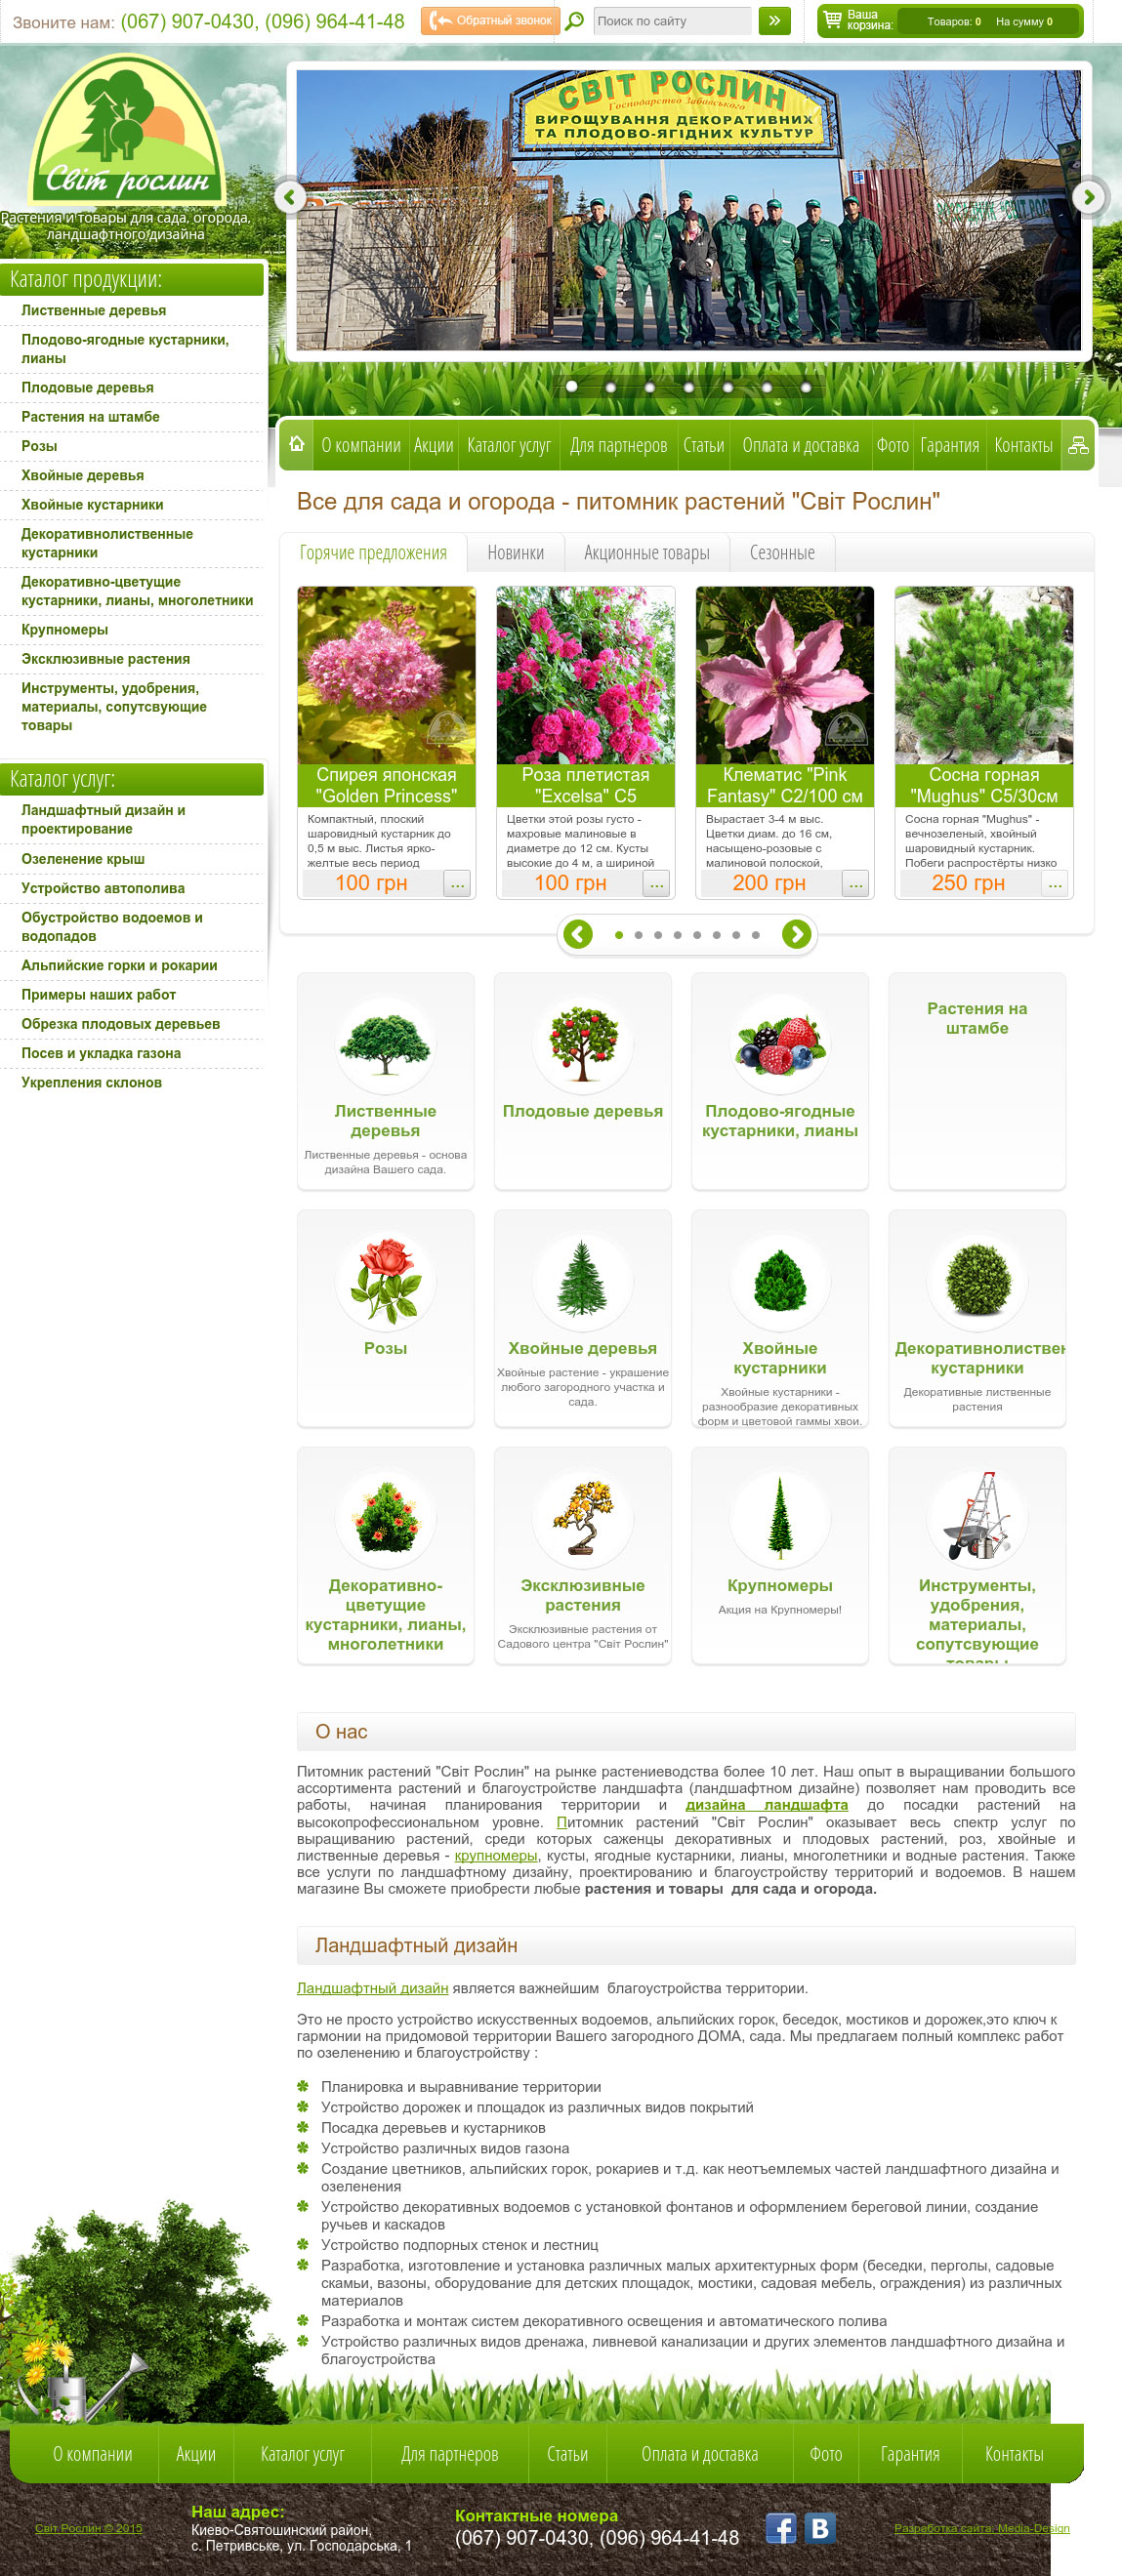 Звоните нам: (067) 907-0430, (096) 964-41-48
Обратный звонок
Поиск по сайту
»
Ваша корзина:
Товаров: 0 На сумму 0
Світ рослин
Растения и товары для сада, огорода,
ландшафтного дизайна
СВІТ РОСЛИН
Господарство Забавського
ВИРОЩУВАННЯ ДЕКОРАТИВНИХ
ТА ПЛОДОВО-ЯГІДНИХ КУЛЬТУР
Каталог продукции:
Лиственные деревья
Плодово-ягодные кустарники,
лианы
Плодовые деревья
Растения на штамбе
Розы
Хвойные деревья
Хвойные кустарники
Декоративнолиственные
кустарники
Декоративно-цветущие
кустарники, лианы, многолетники
Крупномеры
Эксклюзивные растения
Инструменты, удобрения,
материалы, сопутсвующие
товары
Каталог услуг:
Ландшафтный дизайн и
проектирование
Озеленение крыш
Устройство автополива
Обустройство водоемов и
водопадов
Альпийские горки и рокарии
Примеры наших работ
Обрезка плодовых деревьев
Посев и укладка газона
Укрепления склонов
О компании Акции Каталог услуг Для партнеров Статьи Оплата и доставка Фото Гарантия Контакты
Все для сада и огорода - питомник растений "Світ Рослин"
Горячие предложения Новинки Акционные товары Сезонные
Спирея японская
"Golden Princess"
Компактный, плоский
шаровидный кустарник до
0,5 м выс. Листья ярко-
желтые весь период
100 грн ...
Роза плетистая
"Excelsa" C5
Цветки этой розы густо -
махровые малиновые в
диаметре до 12 см. Кусты
высокие до 4 м, а шириной
100 грн ...
Клематис "Pink
Fantasy" C2/100 см
Вырастает 3-4 м выс.
Цветки диам. до 16 см,
насыщено-розовые с
малиновой полоской,
200 грн ...
Сосна горная
"Mughus" C5/30см
Сосна горная "Mughus" -
вечнозеленый, хвойный
шаровидный кустарник.
Побеги распростёрты низко
250 грн ...
Лиственные
деревья
Лиственные деревья - основа
дизайна Вашего сада.
Плодовые деревья
Плодово-ягодные
кустарники, лианы
Растения на
штамбе
Розы
Хвойные деревья
Хвойные растение - украшение
любого загородного участка и
сада.
Хвойные
кустарники
Хвойные кустарники -
разнообразие декоративных
форм и цветовой гаммы хвои.
Декоративнолиствен
кустарники
Декоративные лиственные
растения
Декоративно-
цветущие
кустарники, лианы,
многолетники
Эксклюзивные
растения
Эксклюзивные растения от
Садового центра "Світ Рослин"
Крупномеры
Акция на Крупномеры!
Инструменты,
удобрения,
материалы,
сопутсвующие
товары
О нас
Питомник растений "Світ Рослин" на рынке растениеводства более 10 лет. Наш опыт в выращивании большого
ассортимента растений и благоустройстве ландшафта (ландшафтном дизайне) позволяет нам проводить все
работы, начиная планирования территории и дизайна ландшафта до посадки растений на
высокопрофессиональном уровне. Питомник растений "Світ Рослин" оказывает весь спектр услуг по
выращиванию растений, среди которых саженцы декоративных и плодовых растений, роз, хвойные и
лиственные деревья - крупномеры, кусты, ягодные кустарники, лианы, многолетники и водные растения. Также
все услуги по ландшафтному дизайну, проектированию и благоустройству территорий и водоемов. В нашем
магазине Вы сможете приобрести любые растения и товары для сада и огорода.
Ландшафтный дизайн
Ландшафтный дизайн является важнейшим благоустройства территории.
Это не просто устройство искусственных водоемов, альпийских горок, беседок, мостиков и дорожек,это ключ к
гармонии на придомовой территории Вашего загородного ДОМА, сада. Мы предлагаем полный комплекс работ
по озеленению и благоустройству :
Планировка и выравнивание территории
Устройство дорожек и площадок из различных видов покрытий
Посадка деревьев и кустарников
Устройство различных видов газона
Создание цветников, альпийских горок, рокариев и т.д. как неотъемлемых частей ландшафтного дизайна и
озеленения
Устройство декоративных водоемов с установкой фонтанов и оформлением береговой линии, создание
ручьев и каскадов
Устройство подпорных стенок и лестниц
Разработка, изготовление и установка различных малых архитектурных форм (беседки, перголы, садовые
скамьи, вазоны, оборудование для детских площадок, мостики, садовая мебель, ограждения) из различных
материалов
Разработка и монтаж систем декоративного освещения и автоматического полива
Устройство различных видов дренажа, ливневой канализации и других элементов ландшафтного дизайна и
благоустройства
О компании Акции Каталог услуг Для партнеров Статьи Оплата и доставка Фото Гарантия Контакты
Світ Рослин © 2015
Наш адрес:
Киево-Святошинский район,
с. Петривське, ул. Господарська, 1
Контактные номера
(067) 907-0430, (096) 964-41-48
f В
Разработка сайта: Media-Design